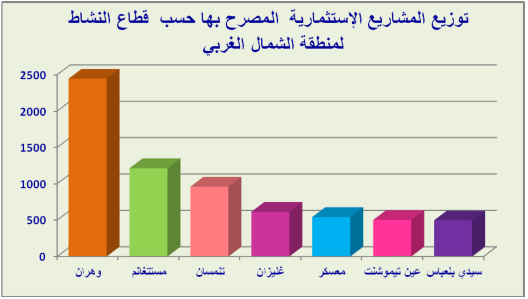 توزيع المشاريع الإستثمارية المصرح بها حسب قطاع النشاط
لمنطقة الشمال الغربي
2500
2000
1500
1000
500
0
وهران
مستغانم
تلمسان
غليزان
معسكر
عين تيموشنت
سيدي بلعباس